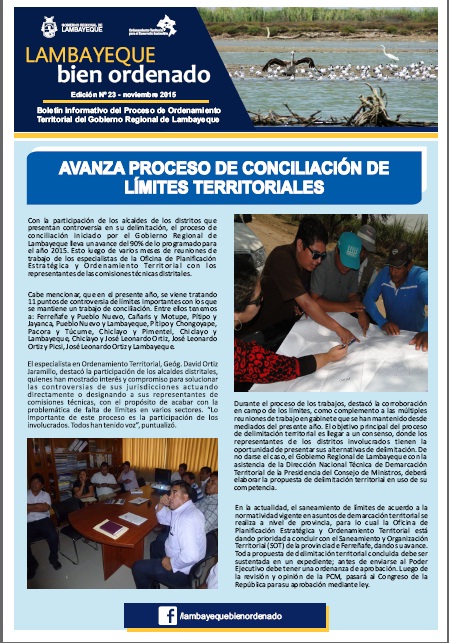 GOBIERNO REGIONAL DE
LAMBAYEQUE
Ordenamiento Territorial
para el Desarrollo Sostenible
LAMBAYEQUE
bien ordenado
Edición Nº 23 - noviembre 2015
Boletín Informativo del Proceso de Ordenamiento
Territorial del Gobierno Regional de Lambayeque
AVANZA PROCESO DE CONCILIACIÓN DE
LÍMITES TERRITORIALES
Con la participación de los alcaldes de los distritos que
presentan controversia en su delimitación, el proceso de
conciliación iniciado por el Gobierno Regional de
Lambayeque lleva un avance del 90% de lo programado para
el año 2015. Esto luego de varios meses de reuniones de
trabajo de los especialistas de la Oficina de Planificación
Estratégica y Ordenamiento Territorial con los
representantes de las comisiones técnicas distritales.
Cabe mencionar, que en el presente año, se viene tratando
11 puntos de controversia de límites importantes con los que
se mantiene un trabajo de conciliación. Entre ellos tenemos
a: Ferreñafe y Pueblo Nuevo, Cañaris y Motupe, Pítipo y
Jayanca, Pueblo Nuevo y Lambayeque, Pítipo y Chongoyape,
Pacora y Túcume, Chiclayo y Pimentel, Chiclayo y
Lambayeque, Chiclayo y José Leonardo Ortiz, José Leonardo
Ortiz y Picsi, José Leonardo Ortiz y Lambayeque.
El especialista en Ordenamiento Territorial, Geóg. David Ortiz
Jaramillo, destacó la participación de los alcaldes distritales,
quienes han mostrado interés y compromiso para solucionar
las controversias de sus jurisdicciones actuando
directamente o designando a sus representantes de
comisiones técnicas, con el propósito de acabar con la
problemática de falta de límites en varios sectores. "Lo
importante de este proceso es la participación de los
involucrados. Todos han tenido voz", puntualizó.
Durante el proceso de los trabajos, destacó la corroboración
en campo de los límites, como complemento a las múltiples
reuniones de trabajo en gabinete que se han mantenido desde
mediados del presente año. El objetivo principal del proceso
de delimitación territorial es llegar a un consenso, donde los
representantes de los distritos involucrados tienen la
oportunidad de presentar sus alternativas de delimitación. De
no darse el caso, el Gobierno Regional de Lambayeque con la
asistencia de la Dirección Nacional Técnica de Demarcación
Territorial de la Presidencia del Consejo de Ministros, deberá
elaborar la propuesta de delimitación territorial en uso de su
competencia.
En la actualidad, el saneamiento de límites de acuerdo a la
normatividad vigente en asuntos de demarcación territorial se
realiza a nivel de provincia, para lo cual la Oficina de
Planificación Estratégica y Ordenamiento Territorial está
dando prioridad a concluir con el Saneamiento y Organización
Territorial (SOT) de la provincia de Ferreñafe, dando su avance.
Toda propuesta de delimitación territorial concluida debe ser
sustentada en un expediente; antes de enviarse al Poder
Ejecutivo debe tener una ordenanza de aprobación. Luego de
la revisión y opinión de la PCM, pasará al Congreso de la
República para su aprobación mediante ley.
/lambayequebienordenado